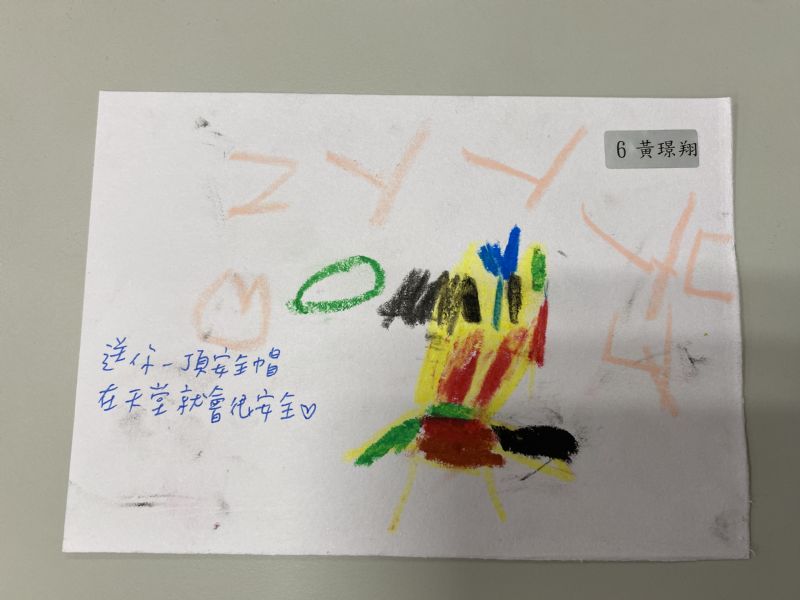 6 黃璟翔
送你一頂安全帽
在天堂就會很安全♡